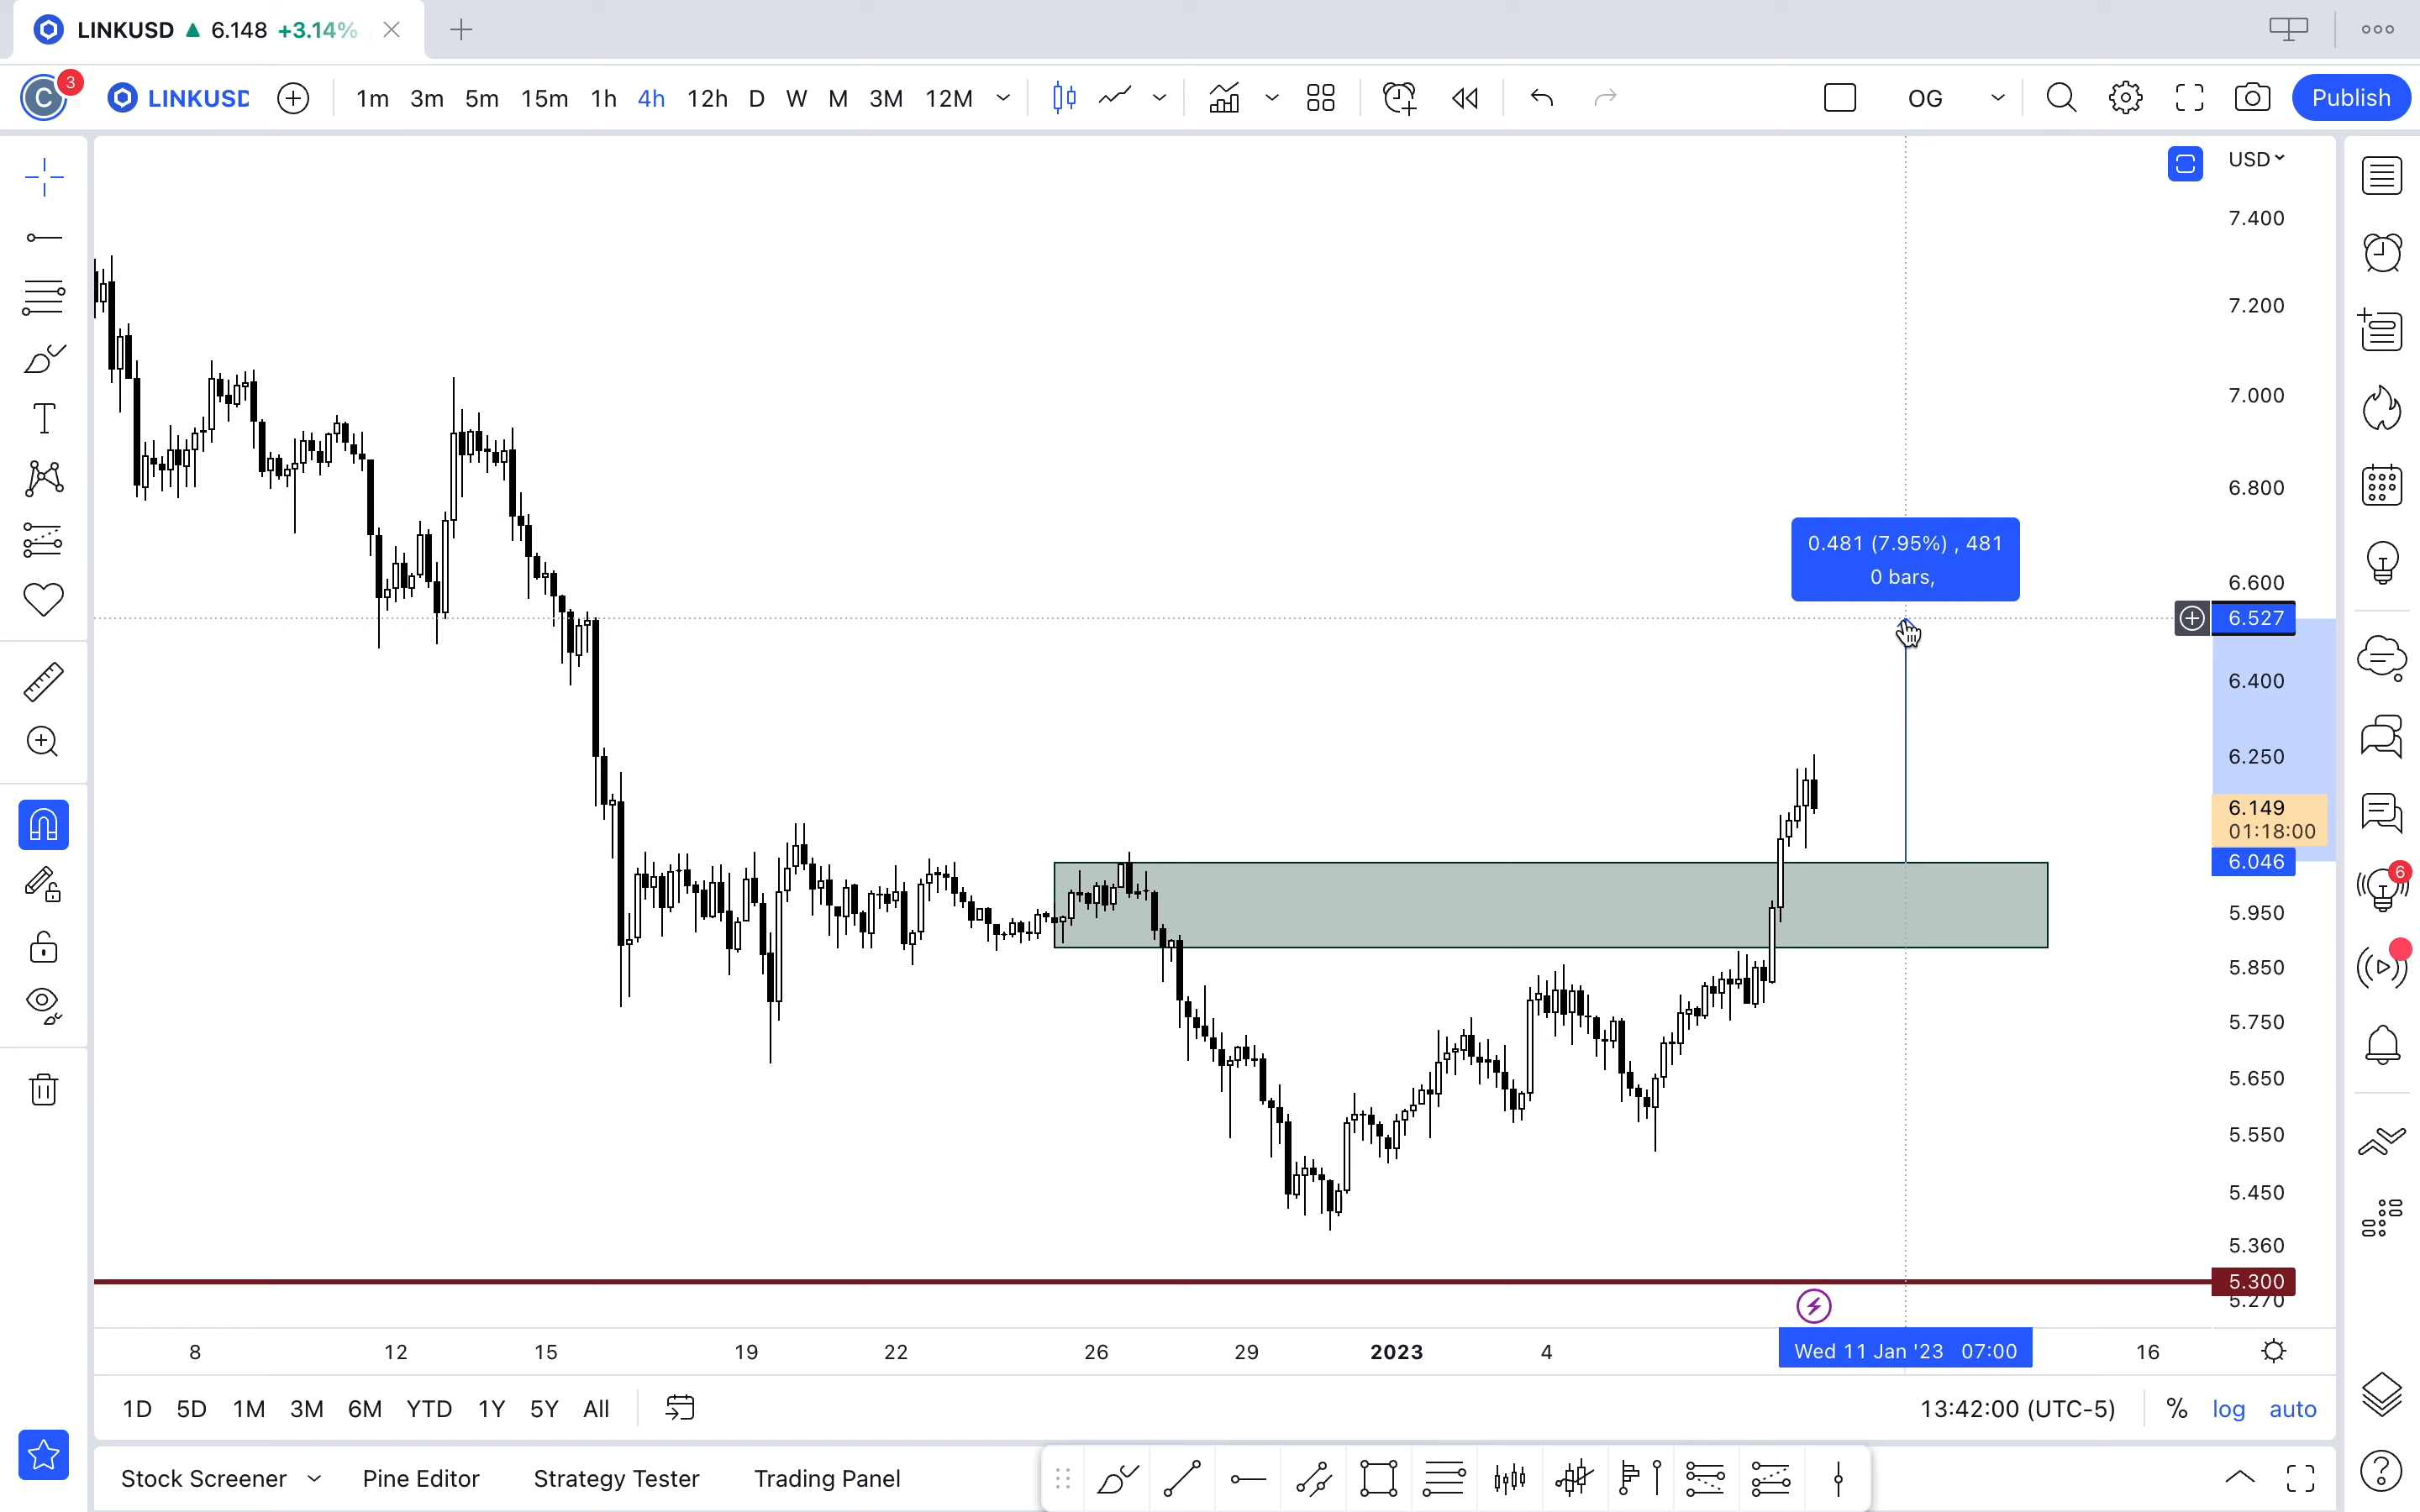 LINKUSD ▲ 6.148 +3.14%
C 3 LINKUSD 1m 3m 5m 15m 1h 4h 12h D W M 3M 12M OG Publish
USD
7.400
7.200
7.000
6.800
0.481 (7.95%) , 481
0 bars,
6.600
6.527
6.400
6.250
6.149
01:18:00
6.046
6
5.950
5.850
5.750
5.650
5.550
5.450
5.360
5.300
5.270
8 12 15 19 22 26 29 2023 4 Wed 11 Jan '23 07:00 16
1D 5D 1M 3M 6M YTD 1Y 5Y All 13:42:00 (UTC-5) % log auto
Stock Screener Pine Editor Strategy Tester Trading Panel